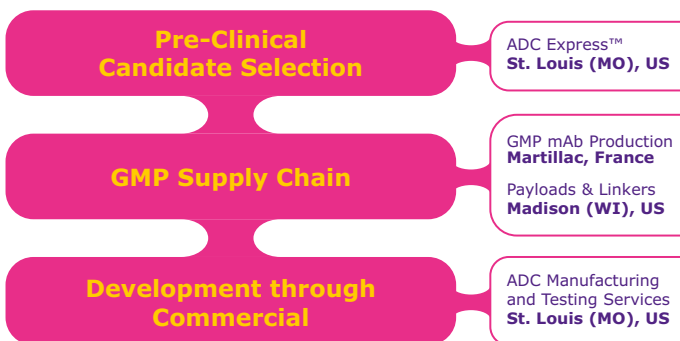 Pre-Clinical
Candidate Selection
ADC Express™
St. Louis (MO), US
GMP Supply Chain
GMP mAb Production
Martillac, France
Payloads & Linkers
Madison (WI), US
Development through
Commercial
ADC Manufacturing
and Testing Services
St. Louis (MO), US